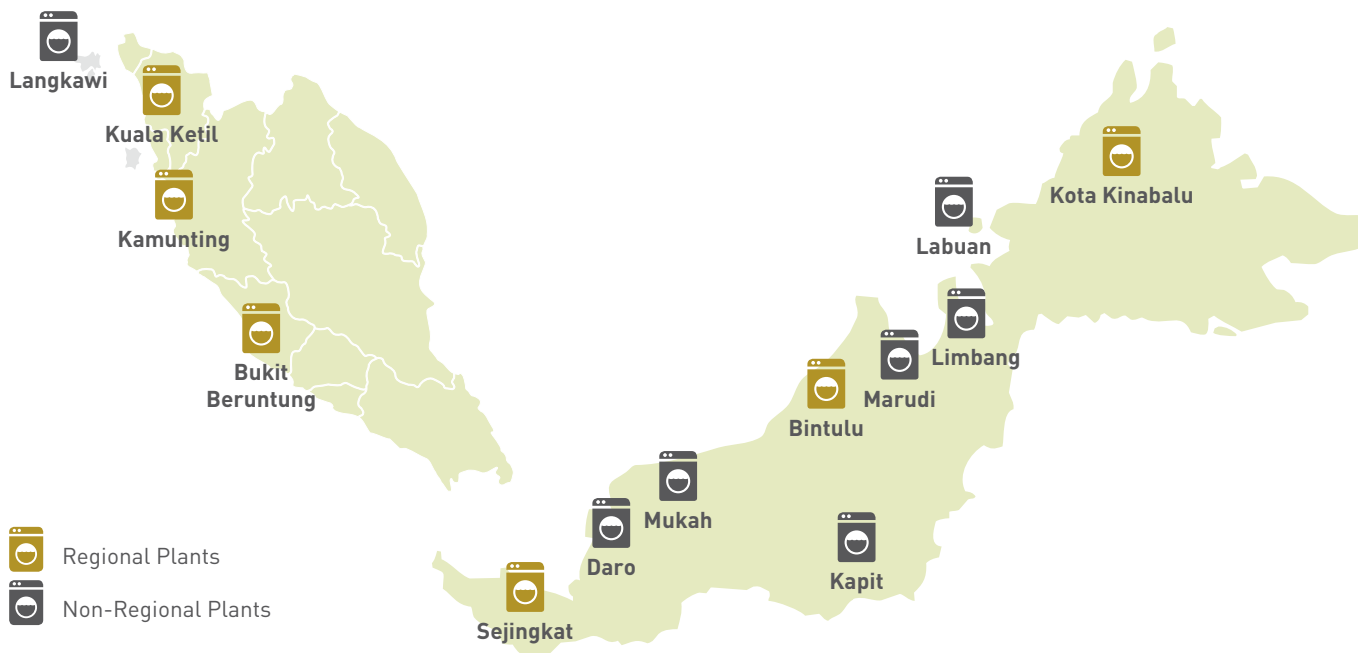 Langkawi
Kuala Ketil
Kamunting
Bukit
Beruntung
Kota Kinabalu
Labuan
Limbang
Marudi
Bintulu
Mukah
Daro
Kapit
Sejingkat
Regional Plants
Non-Regional Plants